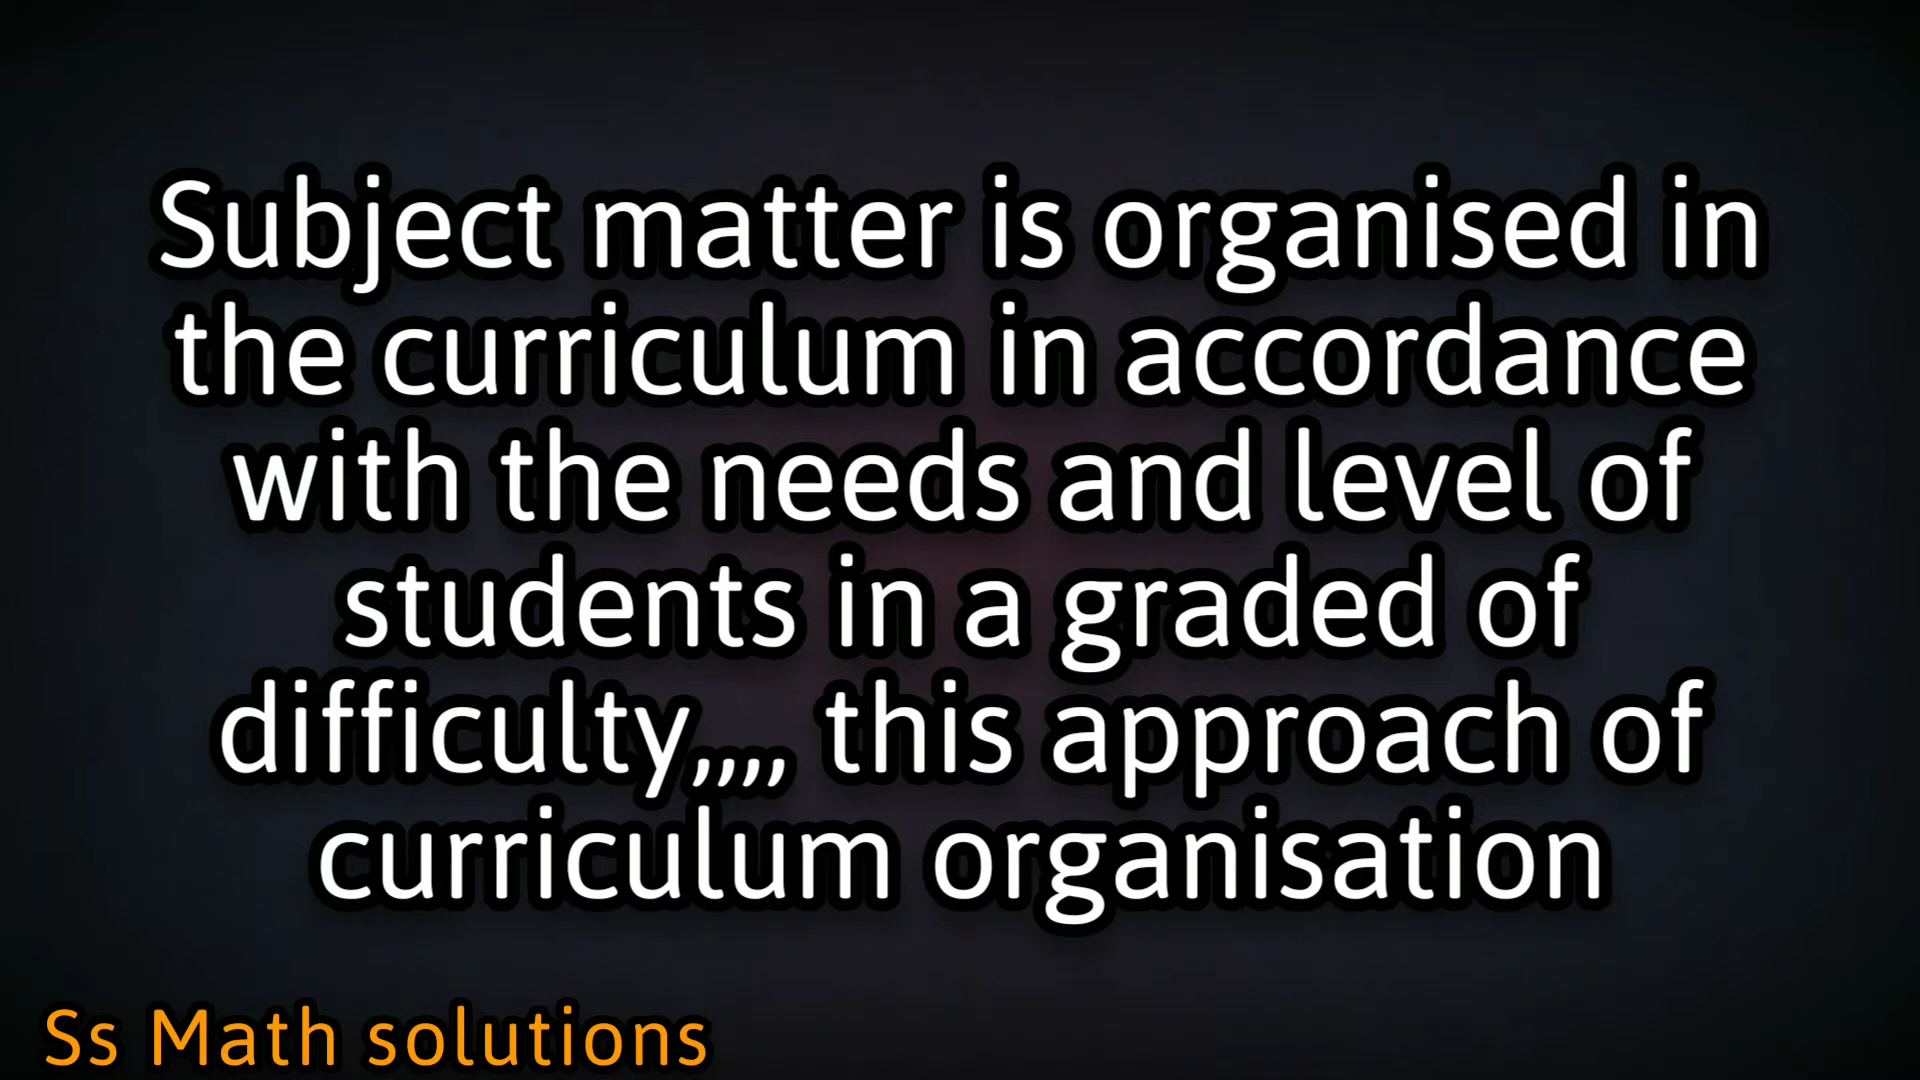 Subject matter is organised in
the curriculum in accordance
with the needs and level of
students in a graded of
difficulty,,,, this approach of
curriculum organisation
Ss Math solutions